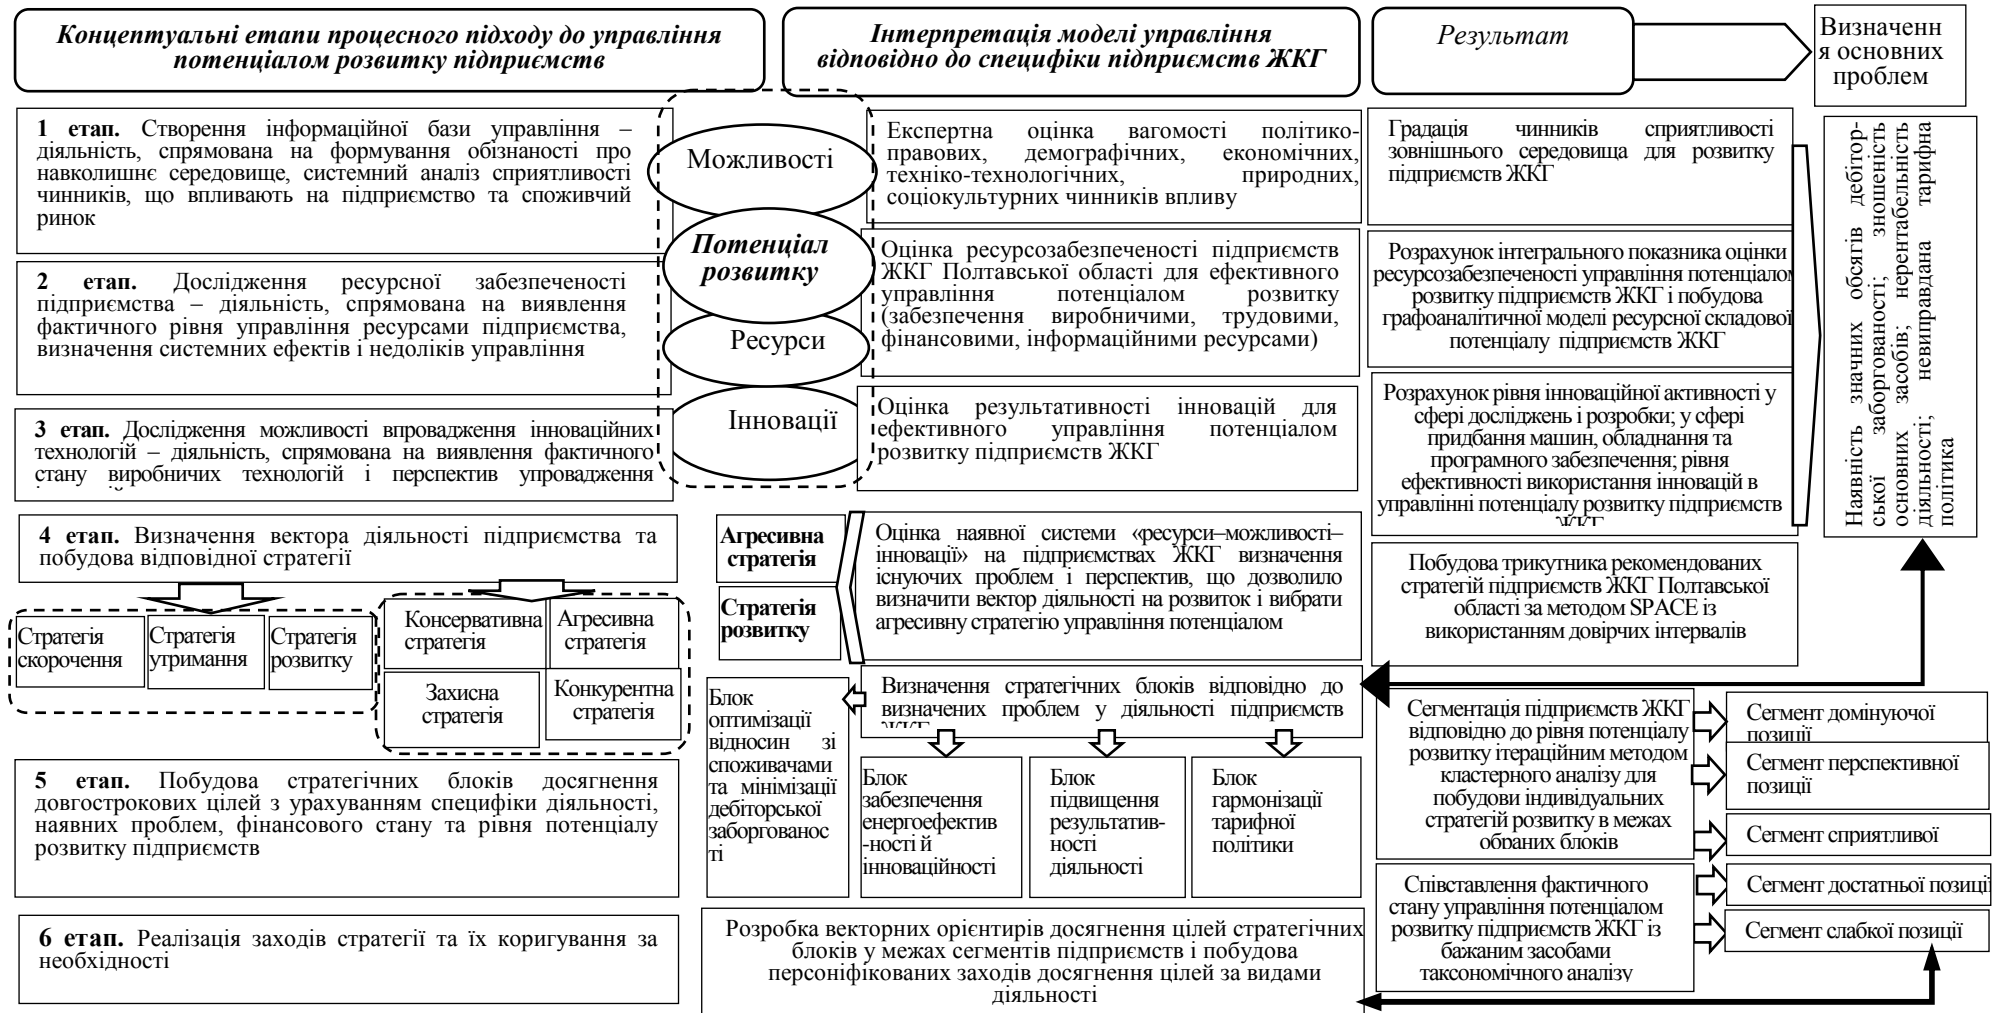 Концептуальні етапи процесного підходу до управління
потенціалом розвитку підприємств
Інтерпретація моделі управління
відповідно до специфіки підприємств ЖКГ
Результат
Визначенн
я основних
проблем
1 етап. Створення інформаційної бази управління –
діяльність, спрямована на формування обізнаності про
навколишнє середовище, системний аналіз сприятливості
чинників, що впливають на підприємство та споживчий
ринок
2 етап. Дослідження ресурсної забезпеченості
підприємства – діяльність, спрямована на виявлення
фактичного рівня управління ресурсами підприємства,
визначення системних ефектів і недоліків управління
3 етап. Дослідження можливості впровадження інноваційних
технологій – діяльність, спрямована на виявлення фактичного
стану виробничих технологій і перспектив упровадження
Можливості
Потенціал
розвитку
Ресурси
Інновації
Експертна оцінка вагомості політико-
правових, демографічних, економічних,
техніко-технологічних, природних,
соціокультурних чинників впливу
Оцінка ресурсозабезпеченості підприємств
ЖКГ Полтавської області для ефективного
управління потенціалом розвитку
(забезпечення виробничими, трудовими,
фінансовими, інформаційними ресурсами)
Оцінка результативності інновацій для
ефективного управління потенціалом
розвитку підприємств ЖКГ
Градація чинників сприятливості
зовнішнього середовища для розвитку
підприємств ЖКГ
Розрахунок інтегрального показника оцінки
ресурсозабезпеченості управління потенціалом
розвитку підприємств ЖКГ і побудова
графоаналітичної моделі ресурсної складової
потенціалу підприємств ЖКГ
Розрахунок рівня інноваційної активності у
сфері досліджень і розробки; у сфері
придбання машин, обладнання та
програмного забезпечення; рівня
ефективності використання інновацій в
управлінні потенціалу розвитку підприємств
ЖКГ
Наявність значних обсягів дебітор-
ської заборгованості; зношеність
основних засобів; нерентабельність
діяльності; невиправдана тарифна
політика
4 етап. Визначення вектора діяльності підприємства та
побудова відповідної стратегії
Стратегія
скорочення
Стратегія
утримання
Стратегія
розвитку
Консервативна
стратегія
Агресивна
стратегія
Захисна
стратегія
Конкурентна
стратегія
Агресивна
стратегія
Стратегія
розвитку
Оцінка наявної системи «ресурси–можливості–
інновації» на підприємствах ЖКГ визначення
існуючих проблем і перспектив, що дозволило
визначити вектор діяльності на розвиток і вибрати
агресивну стратегію управління потенціалом
Побудова трикутника рекомендованих
стратегій підприємств ЖКГ Полтавської
області за методом SPACE із
використанням довірчих інтервалів
5 етап. Побудова стратегічних блоків досягнення
довгострокових цілей з урахуванням специфіки діяльності,
наявних проблем, фінансового стану та рівня потенціалу
розвитку підприємств
Визначення стратегічних блоків відповідно до
визначених проблем у діяльності підприємств
ЖКГ
Блок
оптимізації
відносин зі
споживачами
та мінімізації
дебіторської
заборгованос
ті
Блок
забезпечення
енергоефектив
-ності й
інноваційності
Блок
підвищення
результатив-
ності
діяльності
Блок
гармонізації
тарифної
політики
Сегментація підприємств ЖКГ
відповідно до рівня потенціалу
розвитку ітераційним методом
кластерного аналізу для
побудови індивідуальних
стратегій розвитку в межах
обраних блоків
Співставлення фактичного
стану управління потенціалом
розвитку підприємств ЖКГ із
бажаним засобами
таксономічного аналізу
Сегмент домінуючої
позиції
Сегмент перспективної
позиції
Сегмент сприятливої
Сегмент достатньої позиції
Сегмент слабкої позиції
6 етап. Реалізація заходів стратегії та їх коригування за
необхідності
Розробка векторних орієнтирів досягнення цілей стратегічних
блоків у межах сегментів підприємств і побудова
персоніфікованих заходів досягнення цілей за видами
діяльності